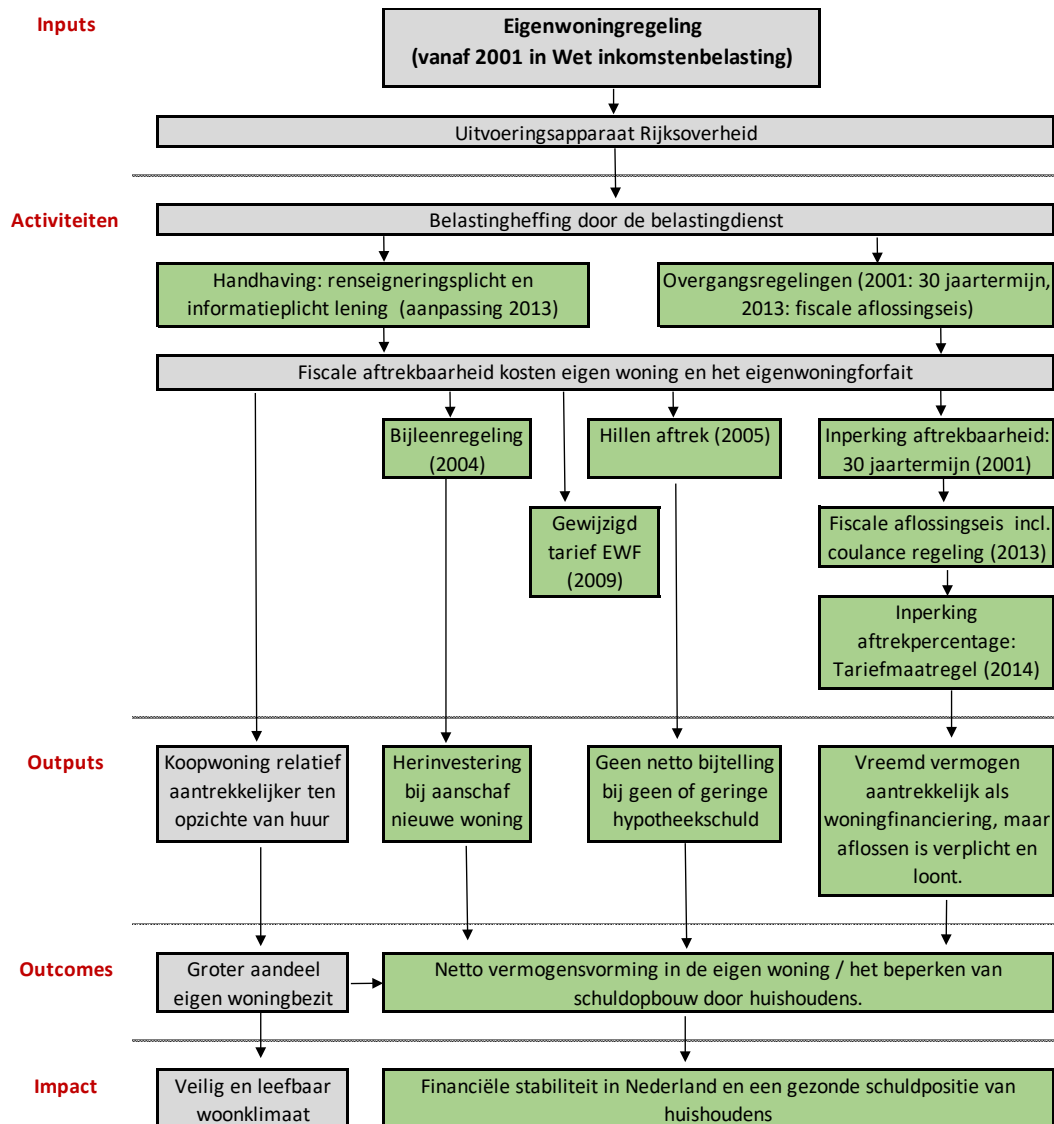 Inputs
Eigenwoningregeling
(vanaf 2001 in Wet inkomstenbelasting)
Uitvoeringsapparaat Rijksoverheid
Activiteiten
Belastingheffing door de belastingdienst
Handhaving: renseigneringsplicht en
informatieplicht lening (aanpassing 2013)
Overgangsregelingen (2001: 30 jaartermijn,
2013: fiscale aflossingseis)
Fiscale aftrekbaarheid kosten eigen woning en het eigenwoningforfait
Bijleenregeling
(2004)
Hillen aftrek (2005)
Inperking aftrekbaarheid:
30 jaartermijn (2001)
Gewijzigd
tarief EWF
(2009)
Fiscale aflossingseis incl.
coulance regeling (2013)
Inperking
aftrekpercentage:
Tariefmaatregel (2014)
Outputs
Koopwoning relatief
aantrekkelijker ten
opzichte van huur
Herinvestering
bij aanschaf
nieuwe woning
Geen netto bijtelling
bij geen of geringe
hypotheekschuld
Vreemd vermogen
aantrekkelijk als
woningfinanciering, maar
aflossen is verplicht en
loont.
Outcomes
Groter aandeel
eigen woningbezit
Netto vermogensvorming in de eigen woning / het beperken van
schuldopbouw door huishoudens.
Impact
Veilig en leefbaar
woonklimaat
Financiële stabiliteit in Nederland en een gezonde schuldpositie van
huishoudens